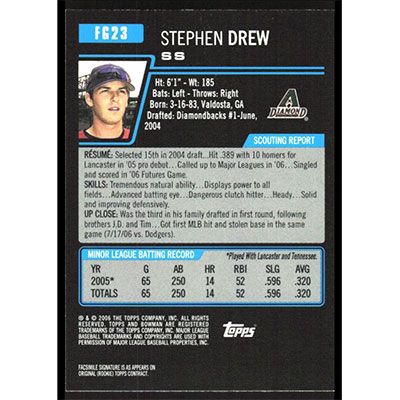 FG23
STEPHEN DREW
SS
Ht: 6'1" - Wt: 185
Bats: Left - Throws: Right
Born: 3-16-83, Valdosta, GA
Drafted: Diamondbacks #1-June,
2004
A
DIAMOND
SCOUTING REPORT
RÉSUMÉ: Selected 15th in 2004 draft...Hit .389 with 10 homers for
Lancaster in '05 pro debut...Called up to Major Leagues in '06...Singled
and scored in '06 Futures Game.
SKILLS: Tremendous natural ability...Displays power to all
fields...Advanced batting eye...Dangerous clutch hitter...Heady...Solid
and improving defensively.
UP CLOSE: Was the third in his family drafted in first round, following
brothers J.D. and Tim...Got first MLB hit and stolen base in the same
game (7/17/06 vs. Dodgers).
MINOR LEAGUE BATTING RECORD *Played With Lancaster and Tennessee.
YR G AB HR RBI SLG AVG
2005* 65 250 14 52 .596 .320
TOTALS 65 250 14 52 .596 .320
® & © 2006 THE TOPPS COMPANY, INC. ALL
RIGHTS RESERVED. TOPPS AND BOWMAN ARE REGISTERED
TRADEMARKS OF THE TOPPS COMPANY, INC. MAJOR LEAGUE
BASEBALL TRADEMARKS AND COPYRIGHTS ARE USED WITH
PERMISSION OF MAJOR LEAGUE BASEBALL PROPERTIES, INC.
Topps
FACSIMILE SIGNATURE IS AS APPEARS ON
ORIGINAL (ROOKIE) TOPPS CONTRACT.